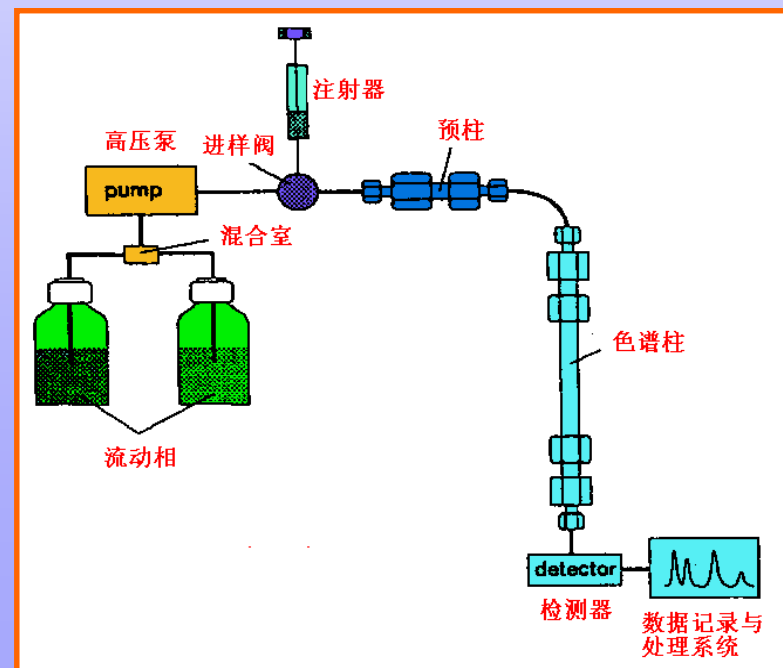 注射器
高压泵
进样阀
预柱
pump
混合室
色谱柱
流动相
detector
检测器
数据记录与
处理系统